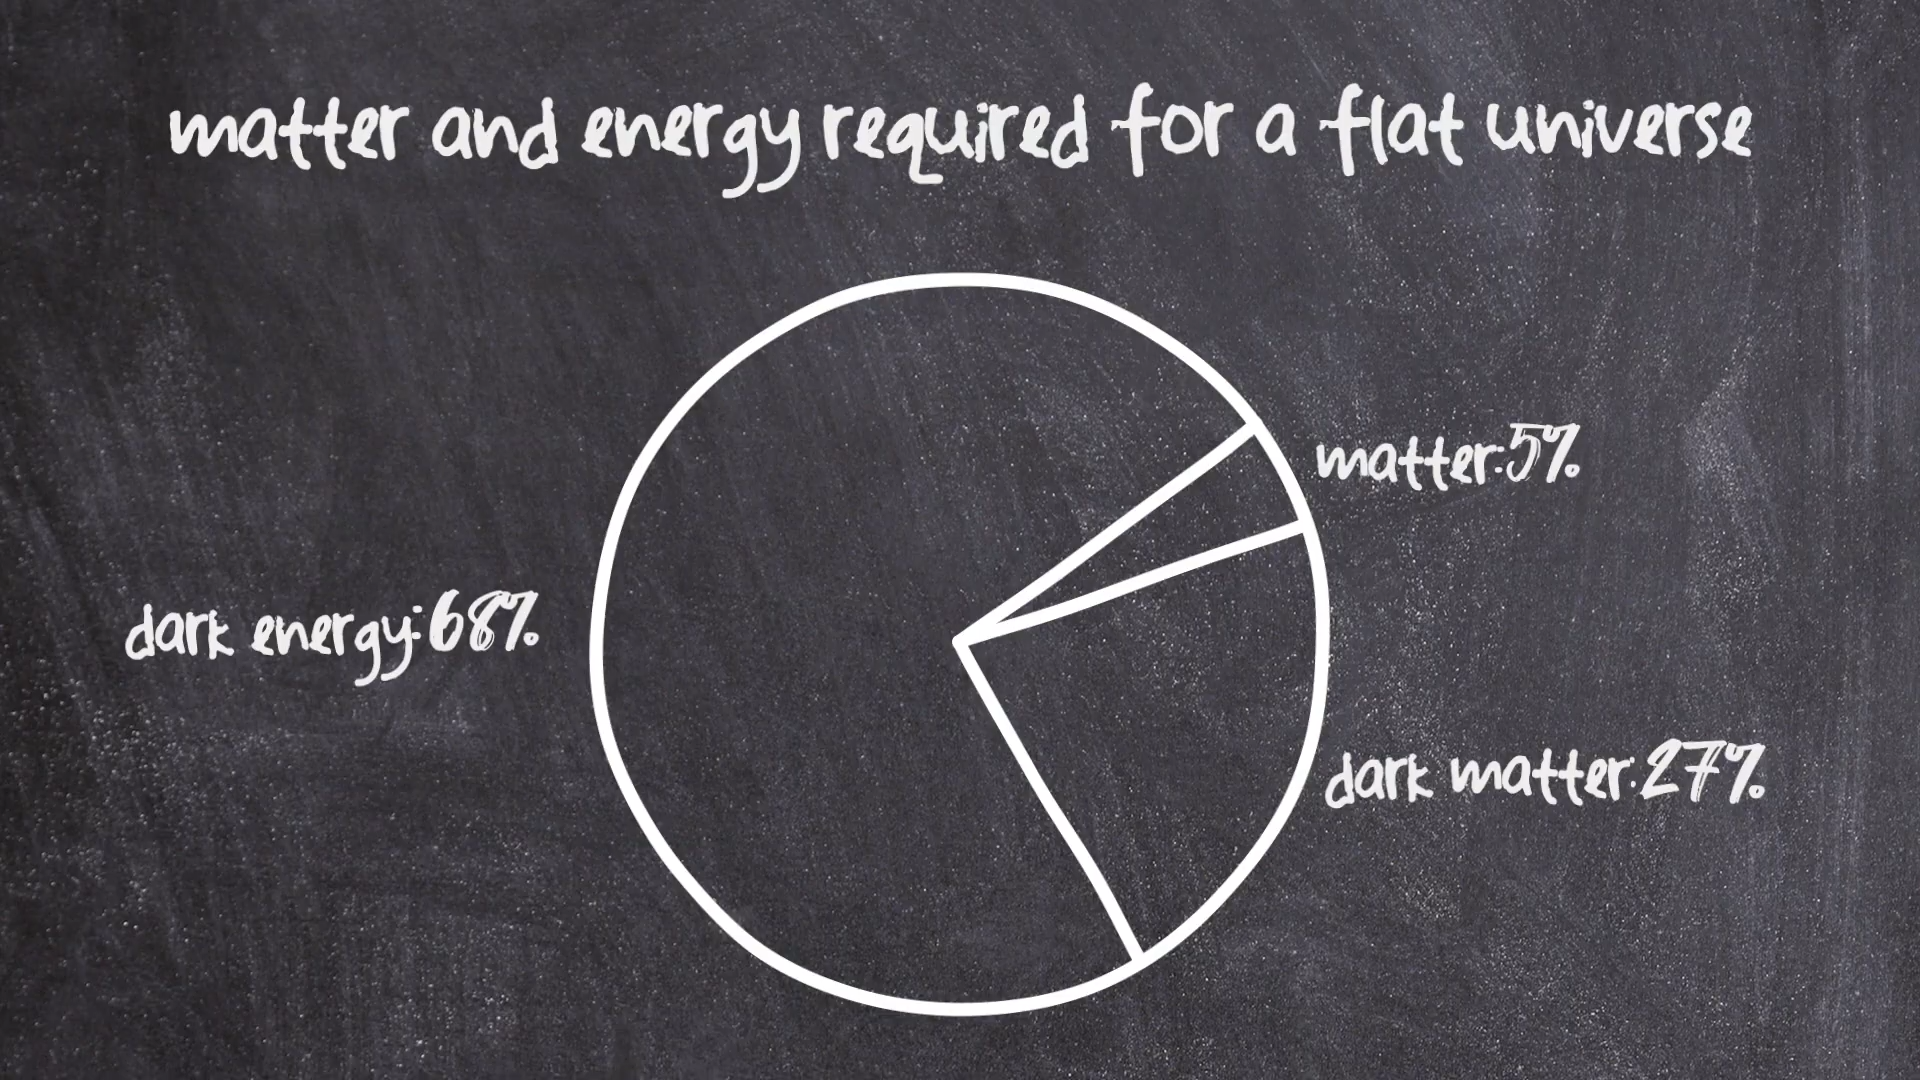 matter and energy required for a flat universe
matter:5%
dark energy:68%
dark matter:27%